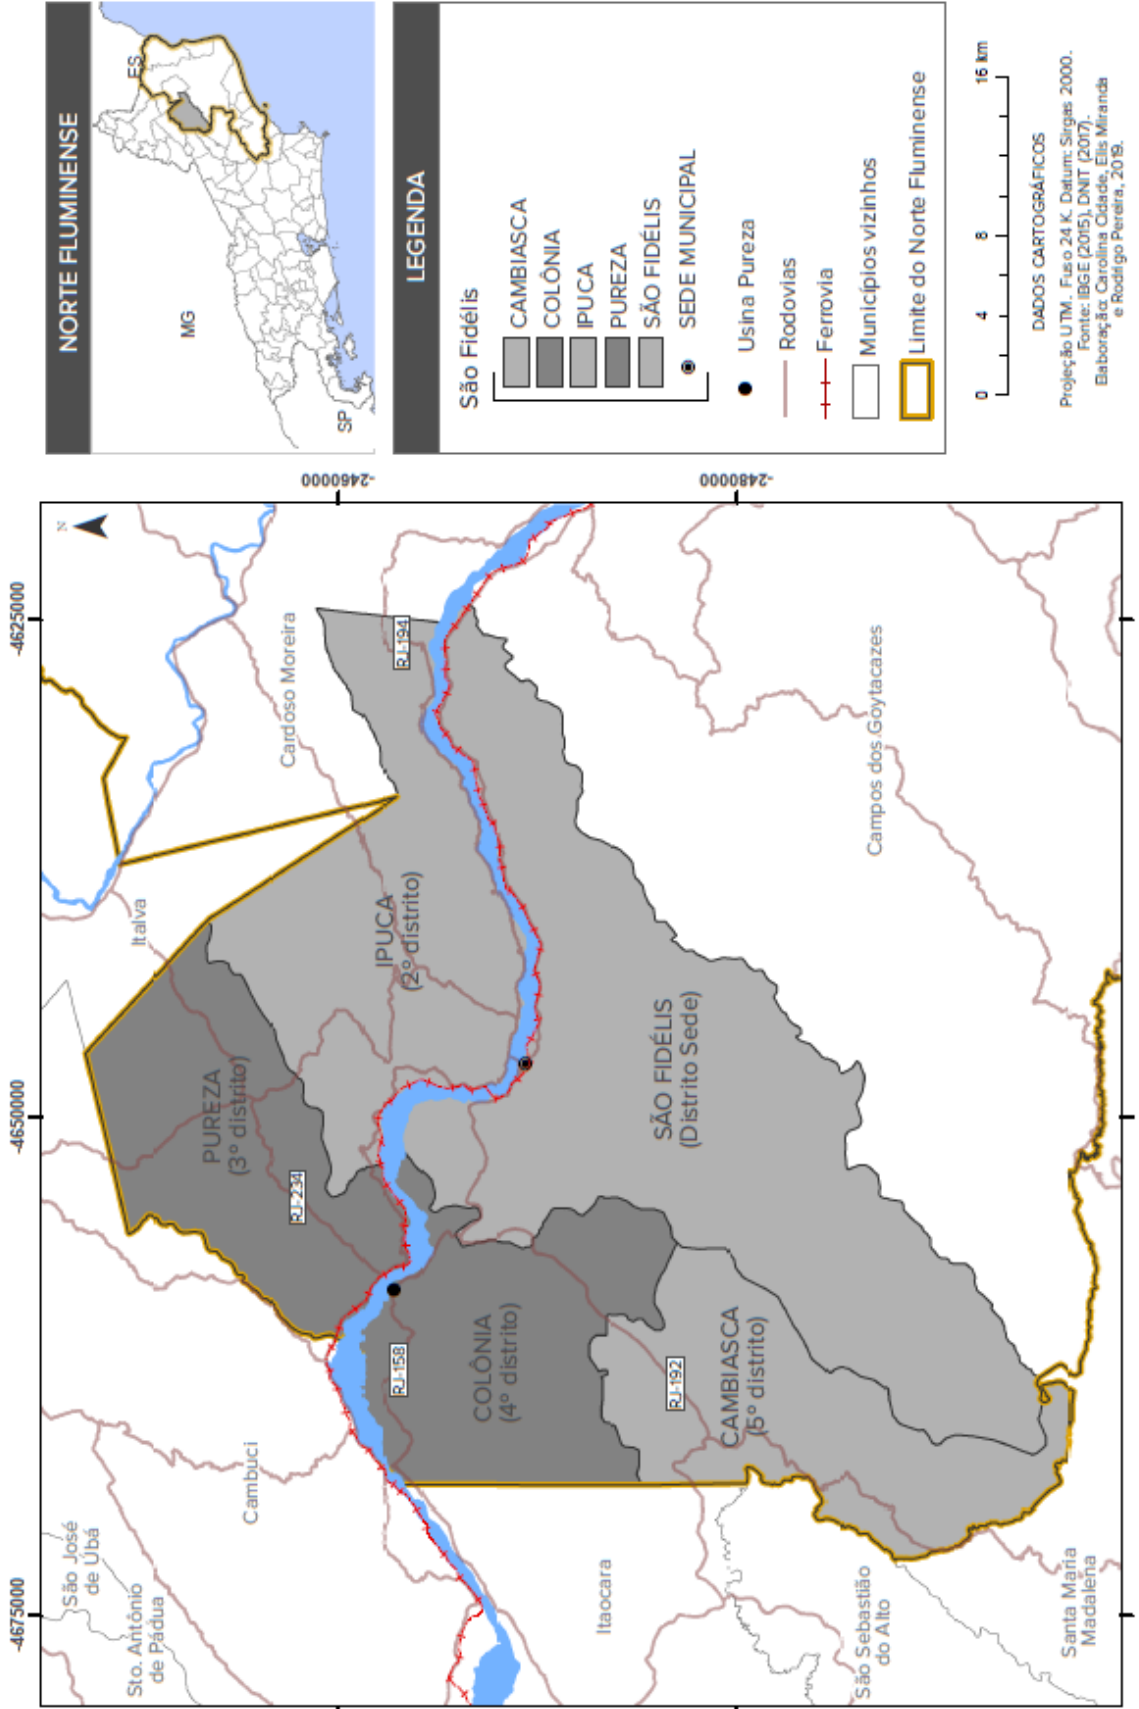 -4675000
-4650000
-4625000
-2460000
-2480000
N
São José
de Úbá
Sto. Antônio
de Pádua
Cambuci
Italva
Cardoso Moreira
PUREZA
(3º distrito)
RJ-234
IPUCA
(2º distrito)
RJ-194
RJ-158
COLÔNIA
(4º distrito)
SÃO FIDÉLIS
(Distrito Sede)
RJ-192
CAMBIASCA
(5º distrito)
Itaocara
São Sebastião
do Alto
Santa Maria
Madalena
Campos dos Goytacazes
NORTE FLUMINENSE
MG
ES
SP
LEGENDA
São Fidélis
CAMBIASCA
COLÔNIA
IPUCA
PUREZA
SÃO FIDÉLIS
SEDE MUNICIPAL
Usina Pureza
Rodovias
Ferrovia
Municípios vizinhos
Limite do Norte Fluminense
0 4 8 16 km
DADOS CARTOGRÁFICOS
Projeção UTM. Fuso 24 K. Datum: Sirgas 2000.
Fonte: IBGE (2015), DNIT (2017).
Elaboração: Carolina Cidade, Elis Miranda
e Rodrigo Pereira, 2019.